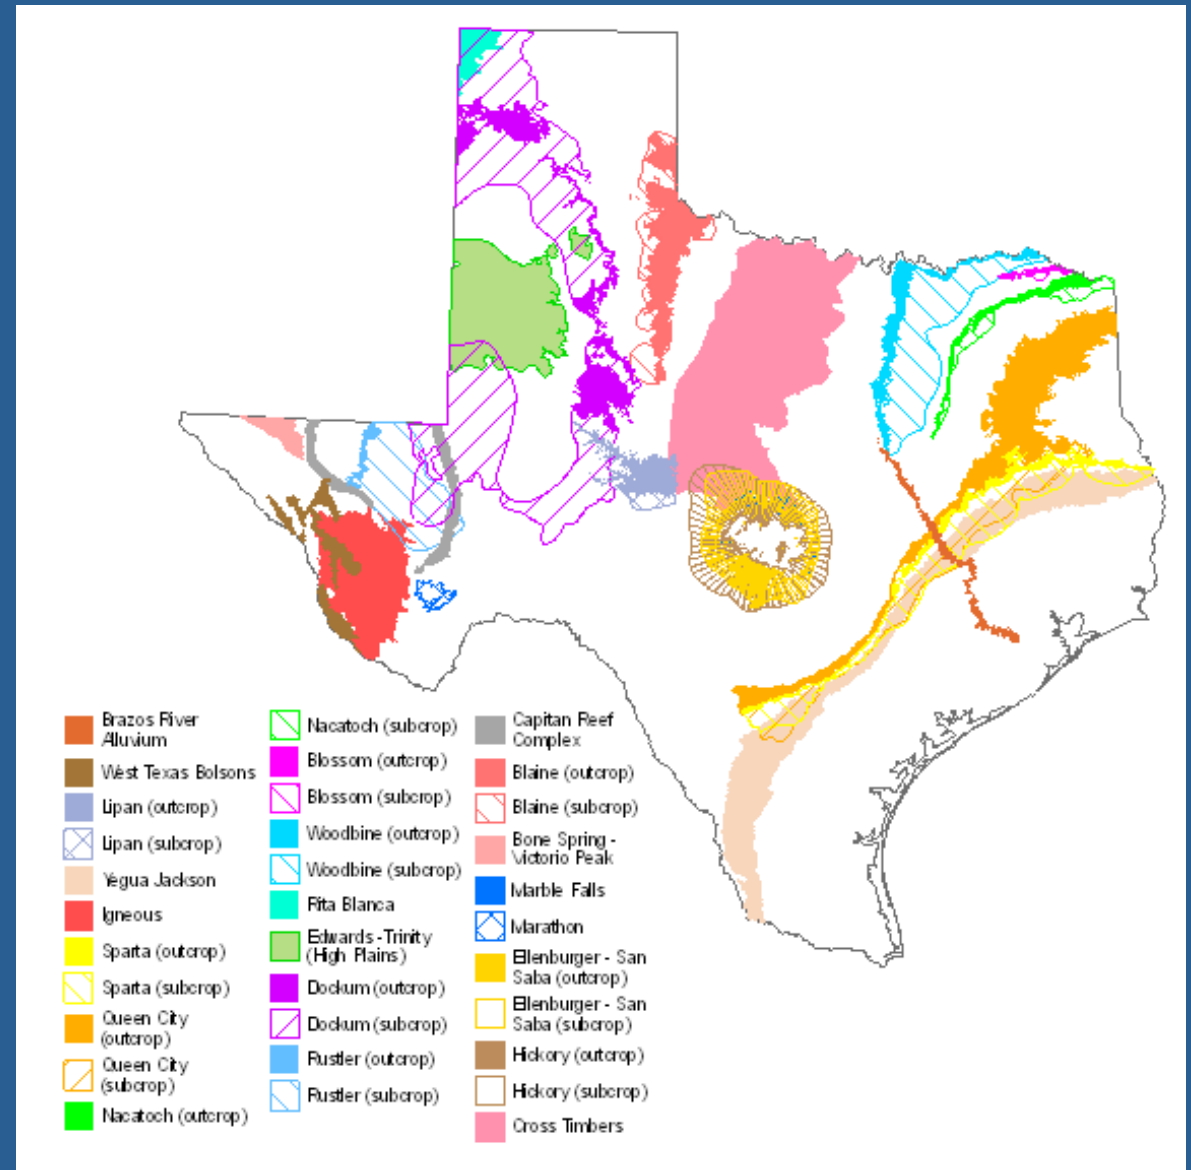 Brazos River
Alluvium
West Texas Bolsons
Lipan (outcrop)
Lipan (subcrop)
Yegua Jackson
Igneous
Sparta (outcrop)
Sparta (subcrop)
Queen City
(outcrop)
Queen City
(subcrop)
Nacatoch (outcrop)
Nacatoch (subcrop)
Blossom (outcrop)
Blossom (subcrop)
Woodbine (outcrop)
Woodbine (subcrop)
Rita Blanca
Edwards -Trinity
(High Plains)
Dockum (outcrop)
Dockum (subcrop)
Rustler (outcrop)
Rustler (subcrop)
Capitan Reef
Complex
Blaine (outcrop)
Blaine (subcrop)
Bone Spring -
Victorio Peak
Marble Falls
Marathon
Ellenburger - San
Saba (outcrop)
Ellenburger - San
Saba (subcrop)
Hickory (outcrop)
Hickory (subcrop)
Cross Timbers